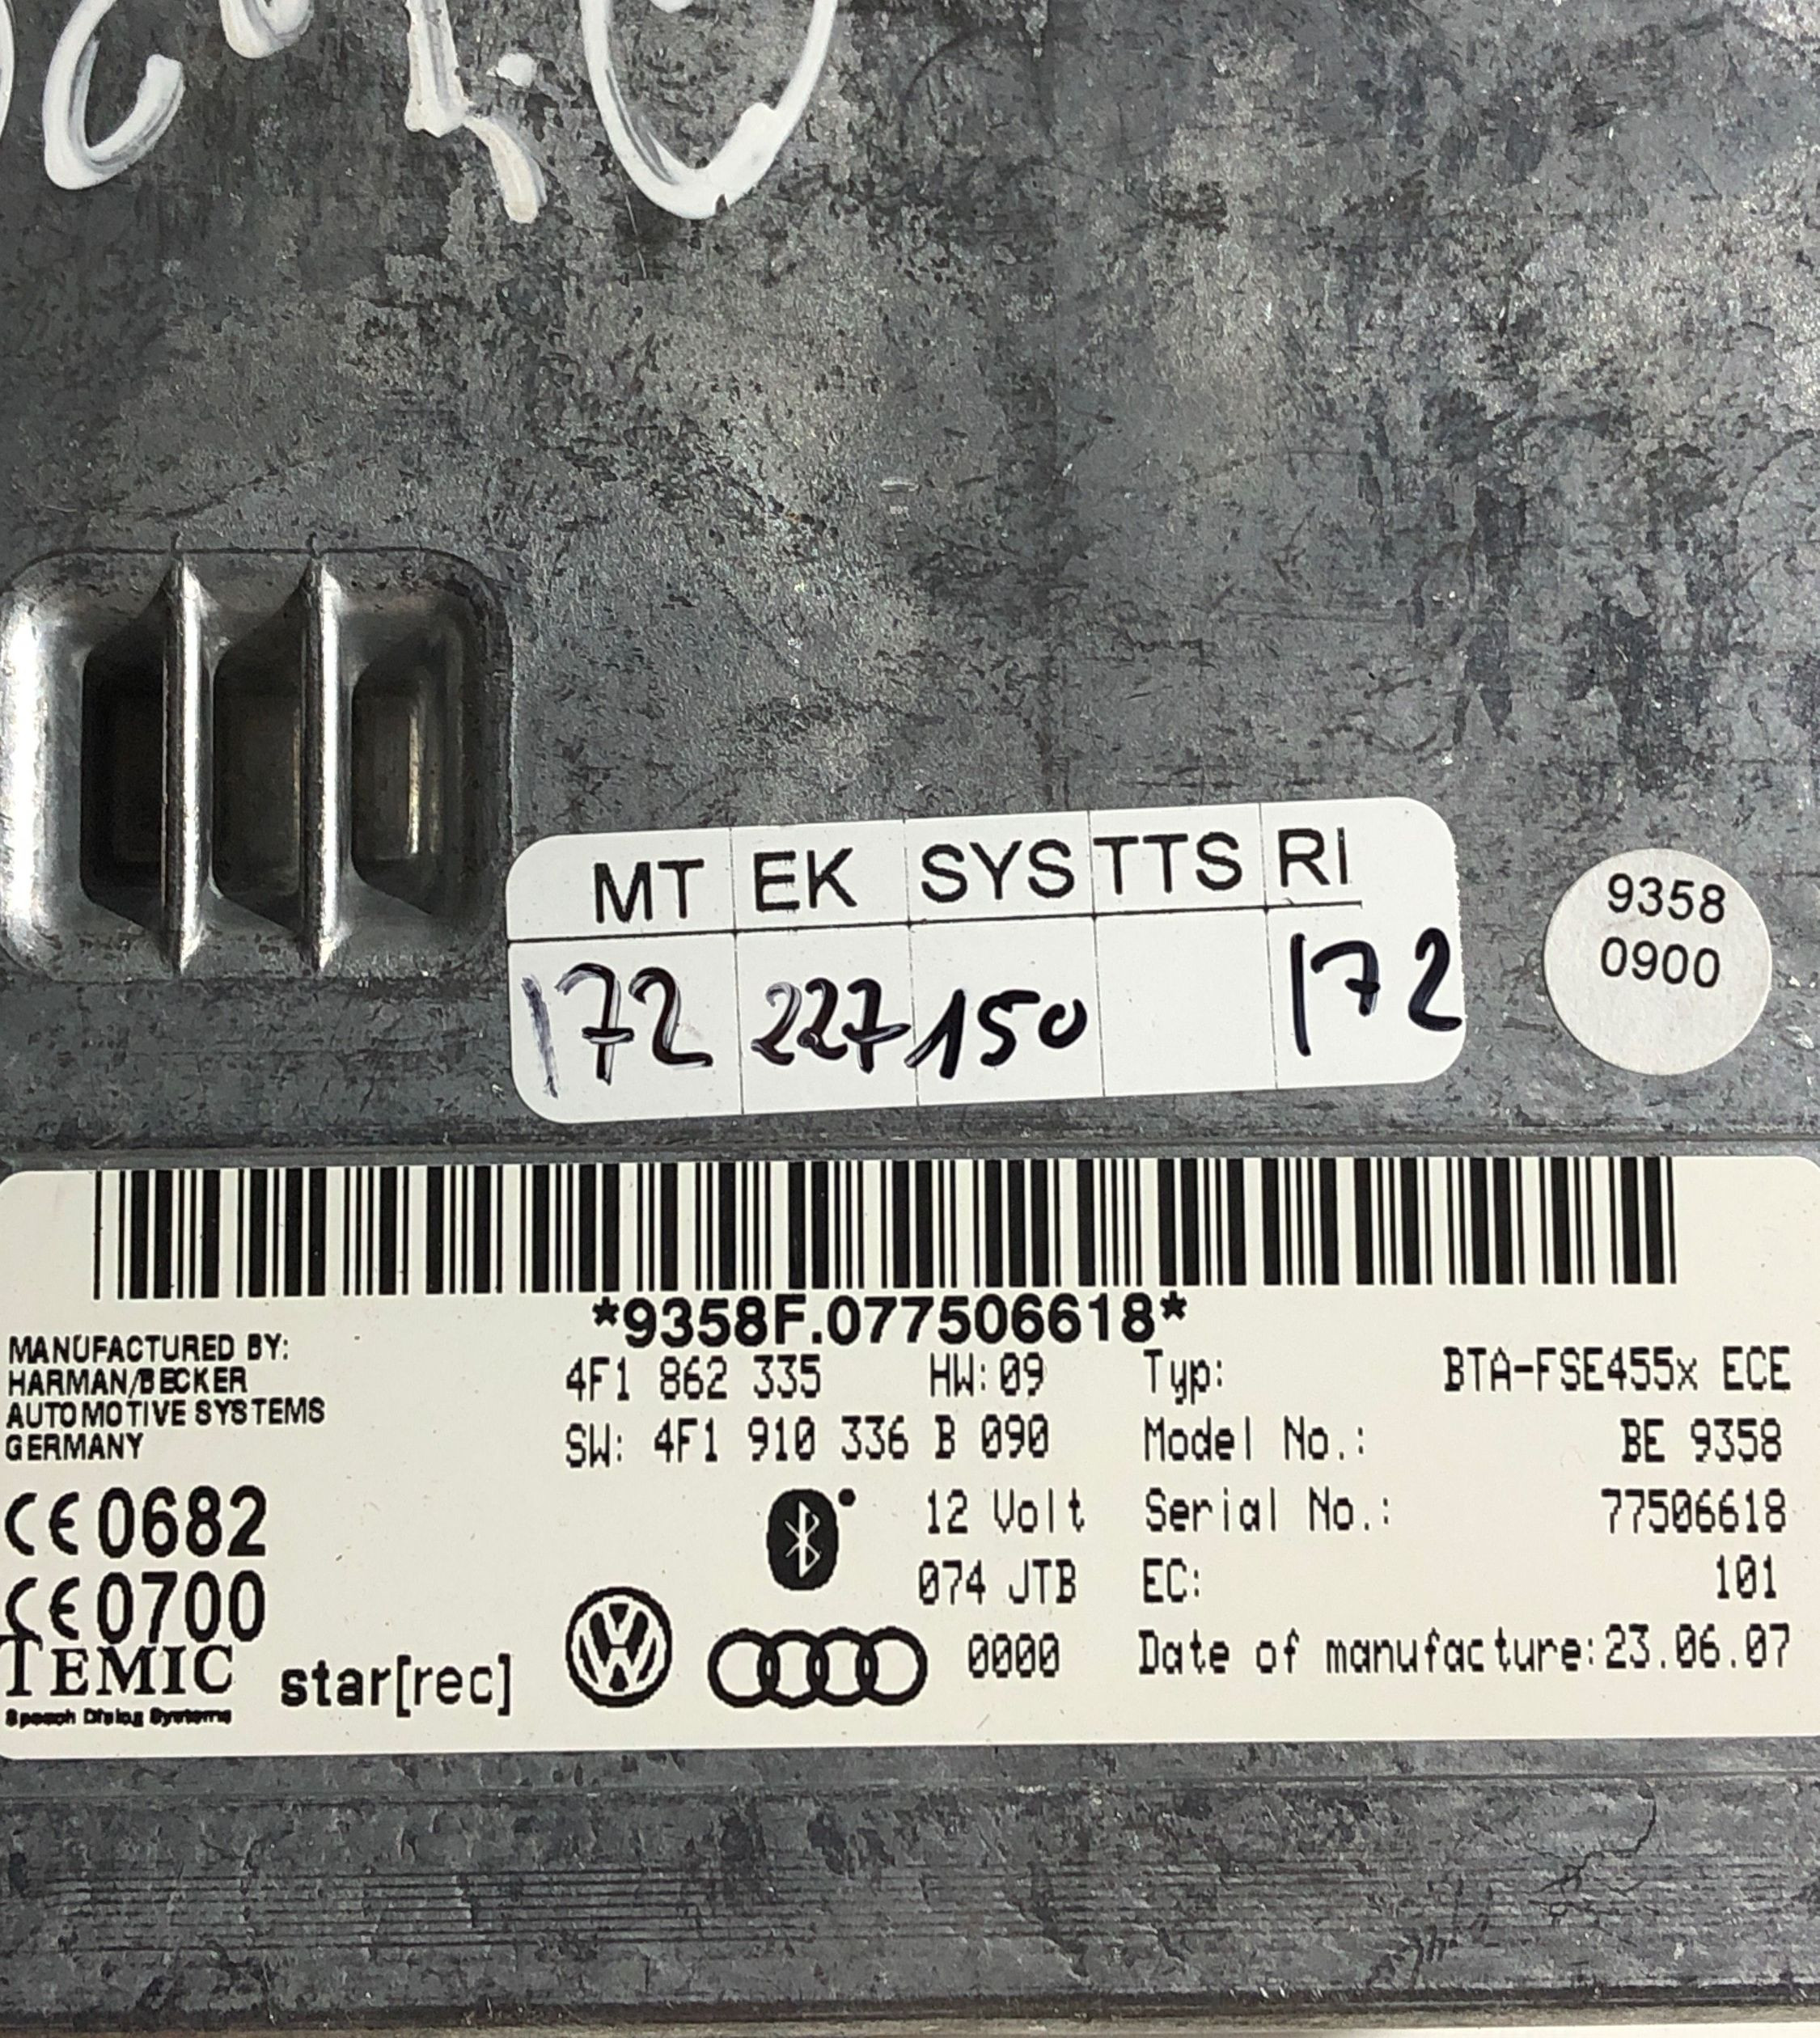 MT EK SYS TTS RI
172 227 150 172
9358
0900
*9358F.077506618*
MANUFACTURED BY:
HARMAN/BECKER
AUTOMOTIVE SYSTEMS
GERMANY
4F1 862 335 HW: 09
SW: 4F1 910 336 B 090
12 Volt
074 JTB
0000
Typ: BTA-FSE455x ECE
Model No.: BE 9358
Serial No.: 77506618
EC: 101
Date of manufacture: 23.06.07
CE 0682
CE 0700
TEMIC
Speech Dialog Systems
star[rec]